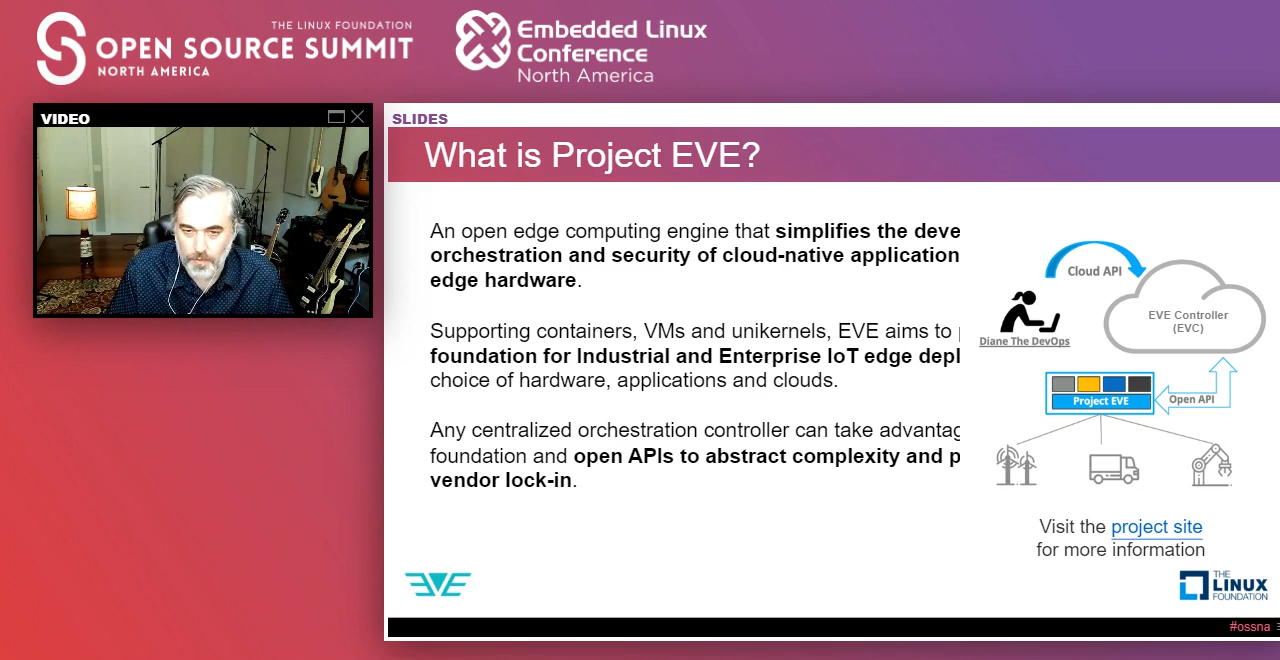 THE LINUX FOUNDATION
OPEN SOURCE SUMMIT
NORTH AMERICA
Embedded Linux
Conference
North America
VIDEO
SLIDES
What is Project EVE?
An open edge computing engine that simplifies the deve
orchestration and security of cloud-native application
edge hardware.
Supporting containers, VMs and unikernels, EVE aims to
foundation for Industrial and Enterprise IoT edge depl
choice of hardware, applications and clouds.
Any centralized orchestration controller can take advantag
foundation and open APIs to abstract complexity and p
vendor lock-in.
Cloud API
EVE Controller
(EVC)
Diane The DevOps
Project EVE
Open API
Visit the project site
for more information
EVE
THE
LINUX
FOUNDATION
#ossna